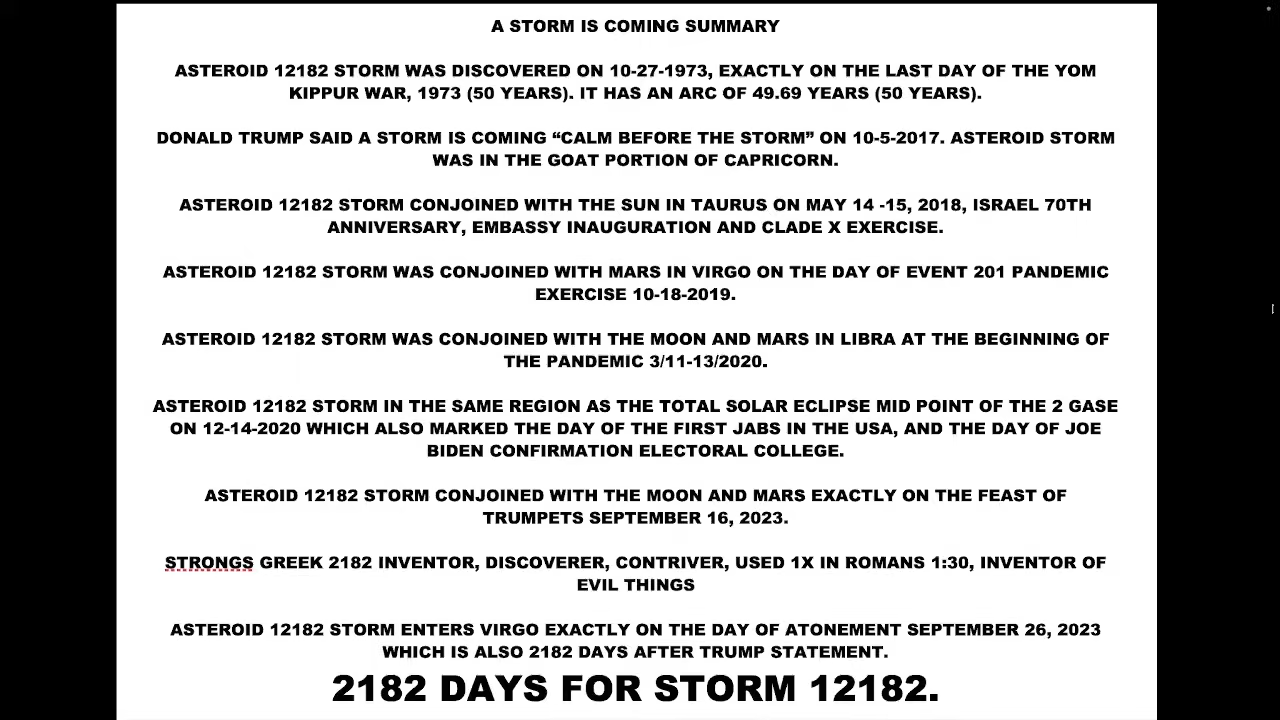 A STORM IS COMING SUMMARY
ASTEROID 12182 STORM WAS DISCOVERED ON 10-27-1973, EXACTLY ON THE LAST DAY OF THE YOM
KIPPUR WAR, 1973 (50 YEARS). IT HAS AN ARC OF 49.69 YEARS (50 YEARS).
DONALD TRUMP SAID A STORM IS COMING “CALM BEFORE THE STORM” ON 10-5-2017. ASTEROID STORM
WAS IN THE GOAT PORTION OF CAPRICORN.
ASTEROID 12182 STORM CONJOINED WITH THE SUN IN TAURUS ON MAY 14 -15, 2018, ISRAEL 70TH
ANNIVERSARY, EMBASSY INAUGURATION AND CLADE X EXERCISE.
ASTEROID 12182 STORM WAS CONJOINED WITH MARS IN VIRGO ON THE DAY OF EVENT 201 PANDEMIC
EXERCISE 10-18-2019.
ASTEROID 12182 STORM WAS CONJOINED WITH THE MOON AND MARS IN LIBRA AT THE BEGINNING OF
THE PANDEMIC 3/11-13/2020.
ASTEROID 12182 STORM IN THE SAME REGION AS THE TOTAL SOLAR ECLIPSE MID POINT OF THE 2 GASE
ON 12-14-2020 WHICH ALSO MARKED THE DAY OF THE FIRST JABS IN THE USA, AND THE DAY OF JOE
BIDEN CONFIRMATION ELECTORAL COLLEGE.
ASTEROID 12182 STORM CONJOINED WITH THE MOON AND MARS EXACTLY ON THE FEAST OF
TRUMPETS SEPTEMBER 16, 2023.
STRONGS GREEK 2182 INVENTOR, DISCOVERER, CONTRIVER, USED 1X IN ROMANS 1:30, INVENTOR OF
EVIL THINGS
ASTEROID 12182 STORM ENTERS VIRGO EXACTLY ON THE DAY OF ATONEMENT SEPTEMBER 26, 2023
WHICH IS ALSO 2182 DAYS AFTER TRUMP STATEMENT.
2182 DAYS FOR STORM 12182.